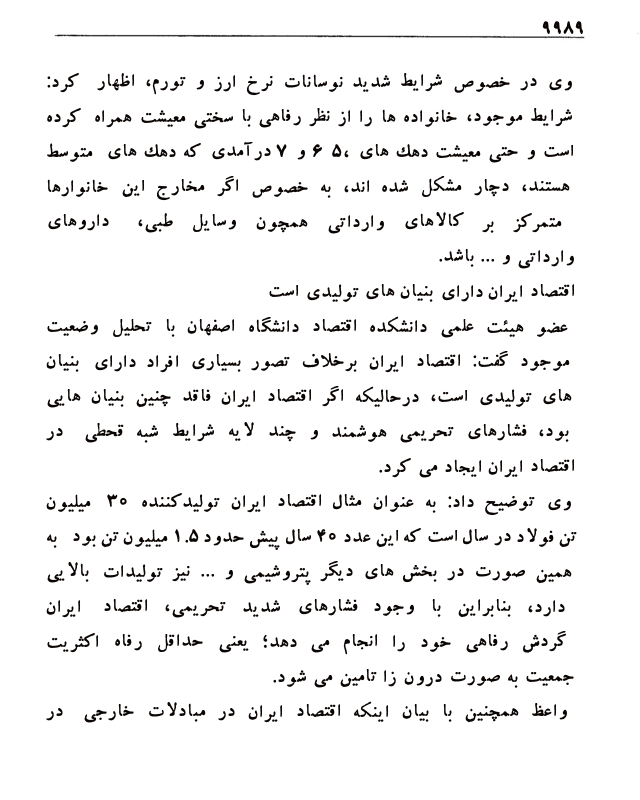 ۹۹۸۹
وی در خصوص شرایط شدید نوسانات نرخ ارز و تورم، اظهار کرد:
شرایط موجود، خانواده ها را از نظر رفاهی با سختی معیشت همراه کرده
است و حتی معیشت دهك های ،۵ ۶ و ۷ درآمدی که دهك های متوسط
هستند، دچار مشکل شده اند، به خصوص اگر مخارج این خانوارها
متمرکز بر کالاهای وارداتی همچون وسایل طبی، داروهای
وارداتی و ... باشد.
اقتصاد ایران دارای بنیان های تولیدی است
عضو هیئت علمی دانشکده اقتصاد دانشگاه اصفهان با تحلیل وضعیت
موجود گفت: اقتصاد ایران برخلاف تصور بسیاری افراد دارای بنیان
های تولیدی است، درحالیکه اگر اقتصاد ایران فاقد چنین بنیان هایی
بود، فشارهای تحریمی هوشمند و چند لایه شرایط شبه قحطی در
اقتصاد ایران ایجاد می کرد.
وی توضیح داد: به عنوان مثال اقتصاد ایران تولیدکننده ۳۰ میلیون
تن فولاد در سال است که این عدد ۴۰ سال پیش حدود ۱.۵ میلیون تن بود به
همین صورت در بخش های دیگر پتروشیمی و ... نیز تولیدات بالایی
دارد، بنابراین با وجود فشارهای شدید تحریمی، اقتصاد ایران
گردش رفاهی خود را انجام می دهد؛ یعنی حداقل رفاه اکثریت
جمعیت به صورت درون زا تامین می شود.
واعظ همچنین با بیان اینکه اقتصاد ایران در مبادلات خارجی در